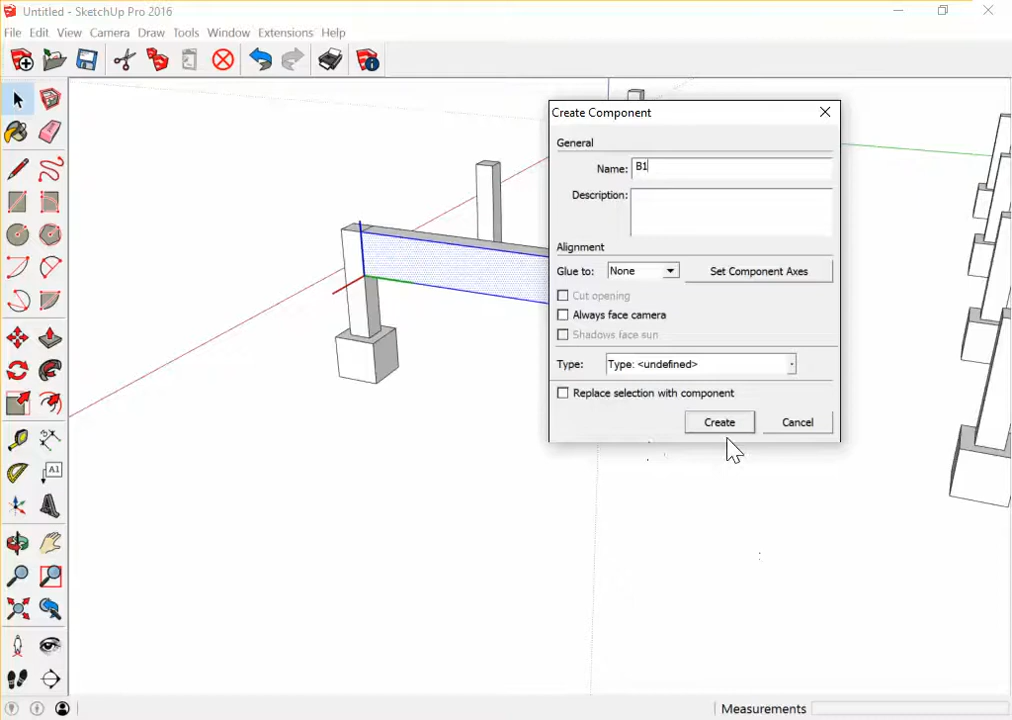 Untitled - SketchUp Pro 2016
File Edit View Camera Draw Tools Window Extensions Help
Create Component
General
Name: B1
Description:
Alignment
Glue to: None Set Component Axes
Cut opening
Always face camera
Shadows face sun
Type: Type: <undefined>
Replace selection with component
Create Cancel
A1
Measurements